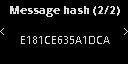 Message hash (2/2)
< E181CE635A1DCA >